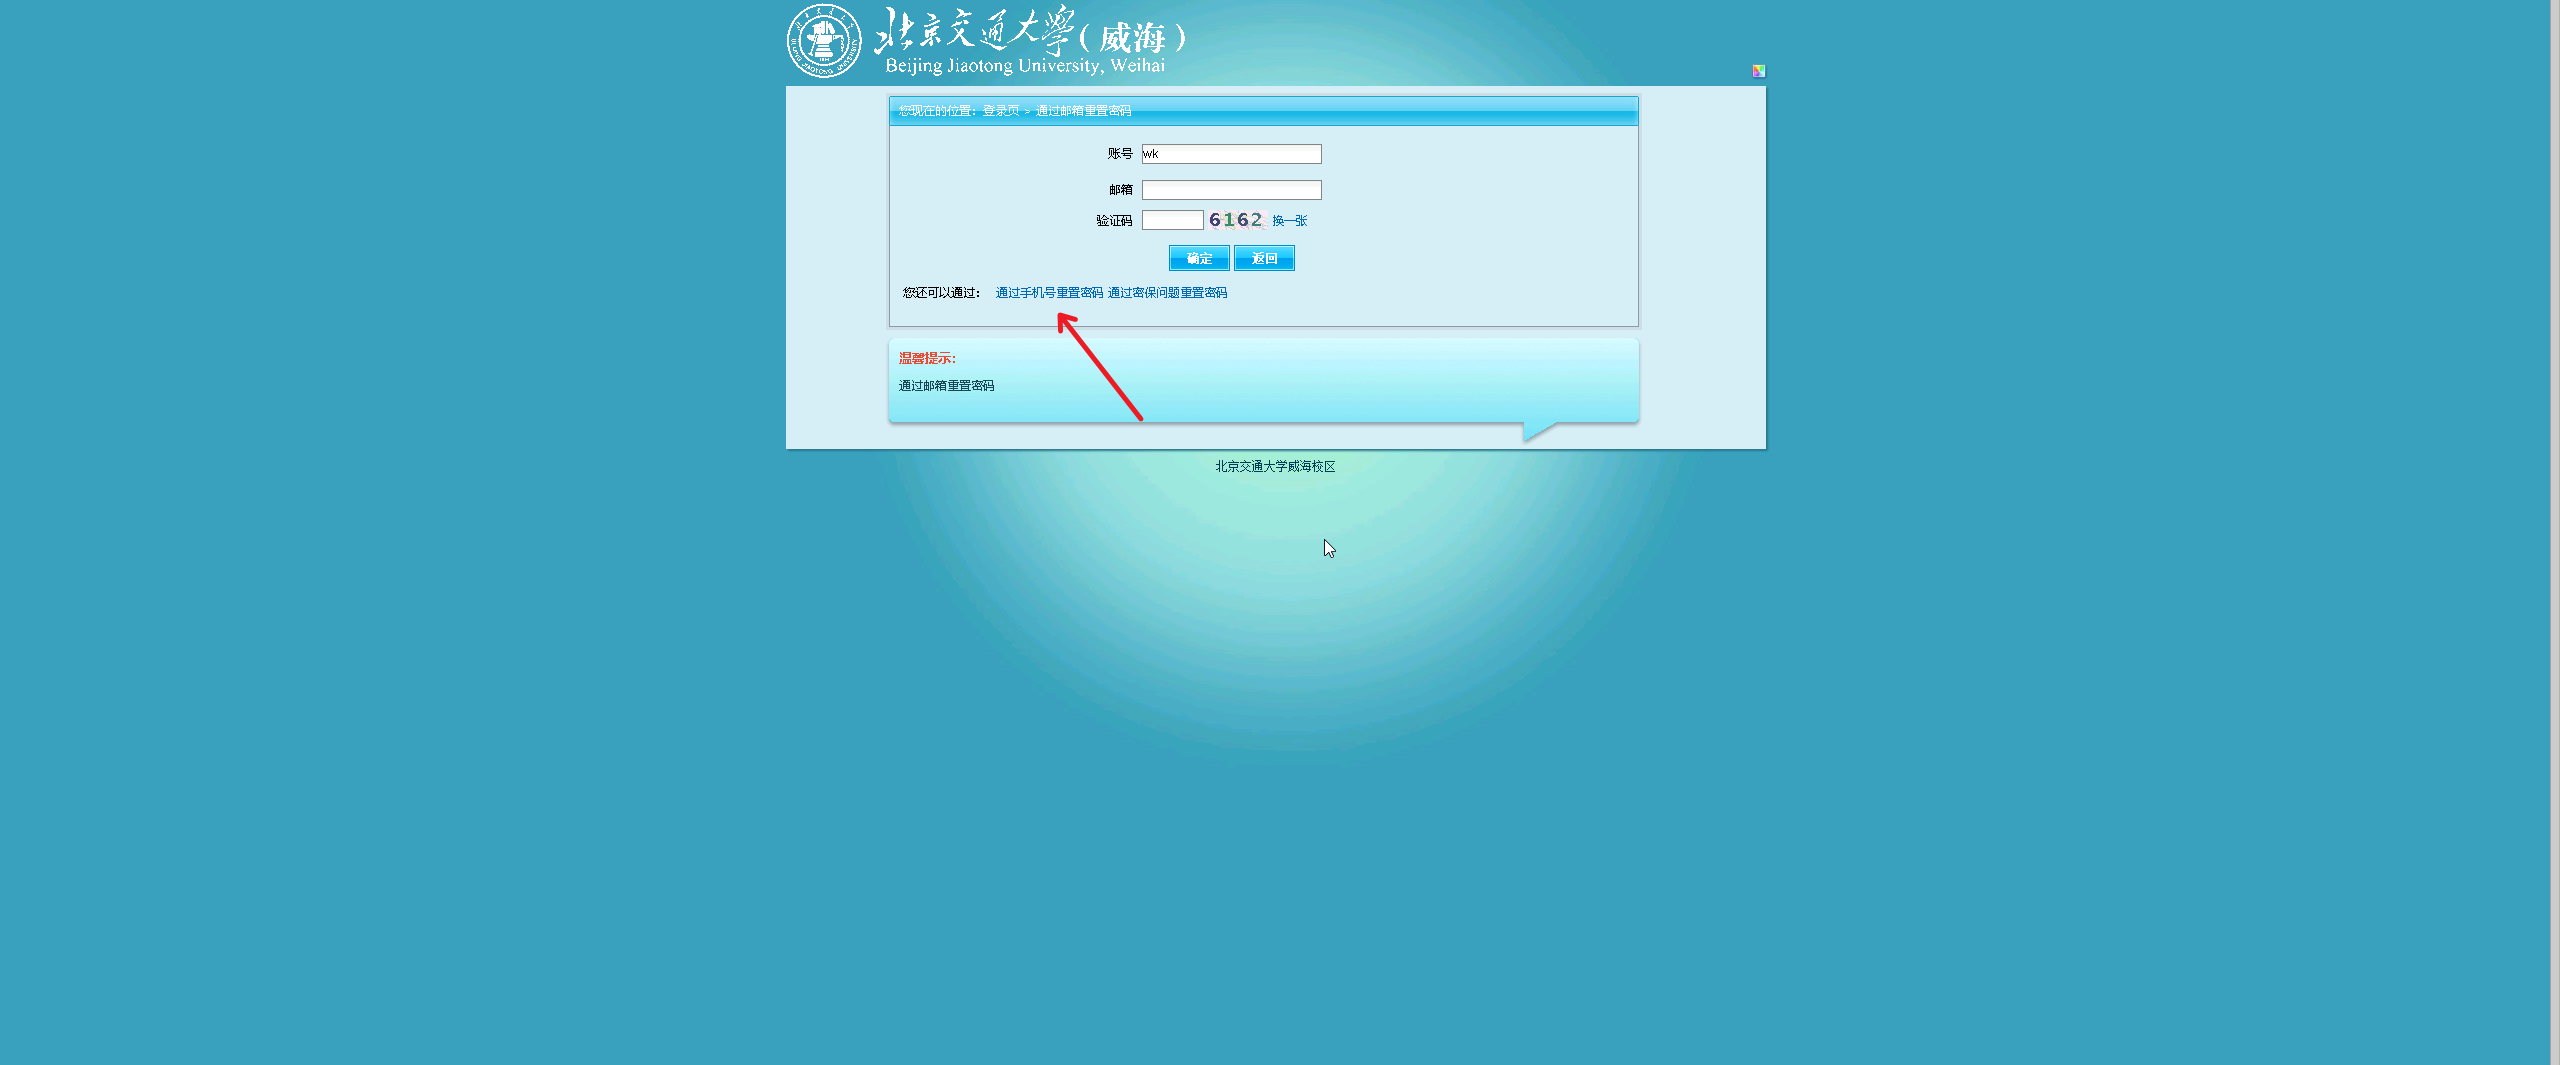 北京交通大学(威海)
Beijing Jiaotong University, Weihai
您现在的位置: 登录页 > 通过邮箱重置密码
账号 wk
邮箱
验证码 6162 换一张
确定 返回
您还可以通过: 通过手机号重置密码 通过密保问题重置密码
温馨提示:
通过邮箱重置密码
北京交通大学威海校区